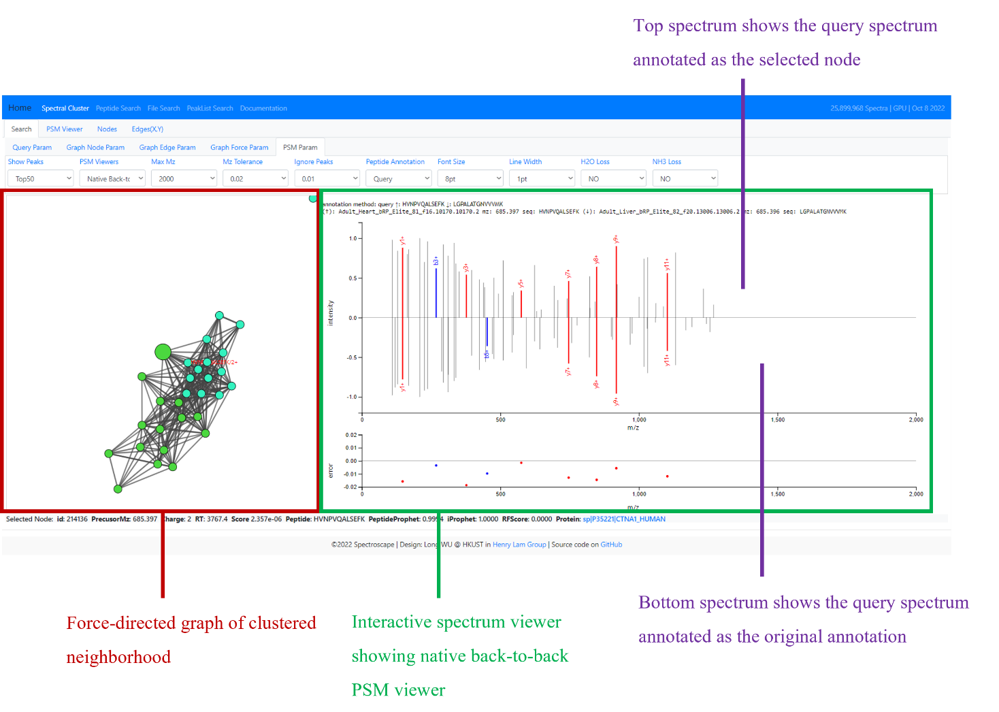 Top spectrum shows the query spectrum
annotated as the selected node
Home Spectral Cluster Peptide Search File Search PeakList Search Documentation 25,899,968 Spectra | GPU | Oct 8 2022
Search PSM Viewer Nodes Edges(X,Y)
Query Param Graph Node Param Graph Edge Param Graph Force Param PSM Param
Show Peaks PSM Viewers Max Mz Mz Tolerance Ignore Peaks Peptide Annotation Font Size Line Width H2O Loss NH3 Loss
Top50 Native Back-to 2000 0.02 0.01 Query 8pt 1pt NO NO
annotation method: query ↑: HVNPVQALSEFK ↓: LGPALATGNVVVMK
(↑): Adult_Heart_bRP_Elite_81_f16.10170.10170.2 mz: 685.397 seq: HVNPVQALSEFK (↓): Adult_Liver_bRP_Elite_82_f20.13006.13006.2 mz: 685.396 seq: LGPALATGNVVVMK
1.0
0.5
0.0
-0.5
-1.0
intensity
y1+ b3+ y3+ y5+ y7+ y8+ y9+ y11+
y1+ b5+ y7+ y8+ y9+ y11+
0 500 1,000 1,500 2,000
m/z
/2+
0.02
0.01
0.00
-0.01
-0.02
error
0 500 1,000 1,500 2,000
m/z
Selected Node: id: 214136 PrecusorMz: 685.397 Charge: 2 RT: 3767.4 Score 2.357e-06 Peptide: HVNPVQALSEFK PeptideProphet: 0.9994 iProphet: 1.0000 RFScore: 0.0000 Protein: sp|P35221|CTNA1_HUMAN
©2022 Spectroscape | Design: Long WU @ HKUST in Henry Lam Group | Source code on GitHub
Force-directed graph of clustered
neighborhood
Interactive spectrum viewer
showing native back-to-back
PSM viewer
Bottom spectrum shows the query spectrum
annotated as the original annotation